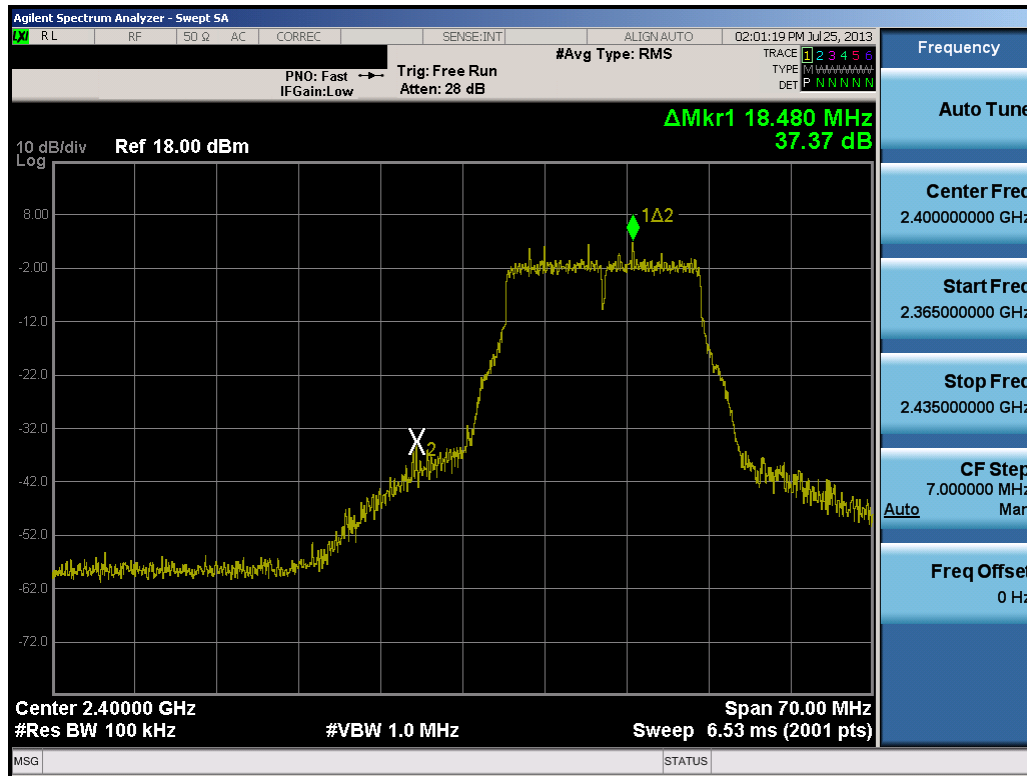 Agilent Spectrum Analyzer - Swept SA
LXI RL RF 50 Ω AC CORREC SENSE:INT ALIGN AUTO 02:01:19 PM Jul 25, 2013
#Avg Type: RMS TRACE 1 2 3 4 5 6
PNO: Fast Trig: Free Run TYPE M WWWWW
IFGain:Low Atten: 28 dB DET P N N N N N
ΔMkr1 18.480 MHz
37.37 dB
10 dB/div Ref 18.00 dBm
Log
8.00
1Δ2
-2.00
-12.0
-22.0
-32.0
X2
-42.0
-52.0
-62.0
-72.0
Center 2.40000 GHz Span 70.00 MHz
#Res BW 100 kHz #VBW 1.0 MHz Sweep 6.53 ms (2001 pts)
MSG STATUS
Frequency
Auto Tune
Center Freq
2.400000000 GHz
Start Freq
2.365000000 GHz
Stop Freq
2.435000000 GHz
CF Step
7.000000 MHz
Auto Man
Freq Offset
0 Hz